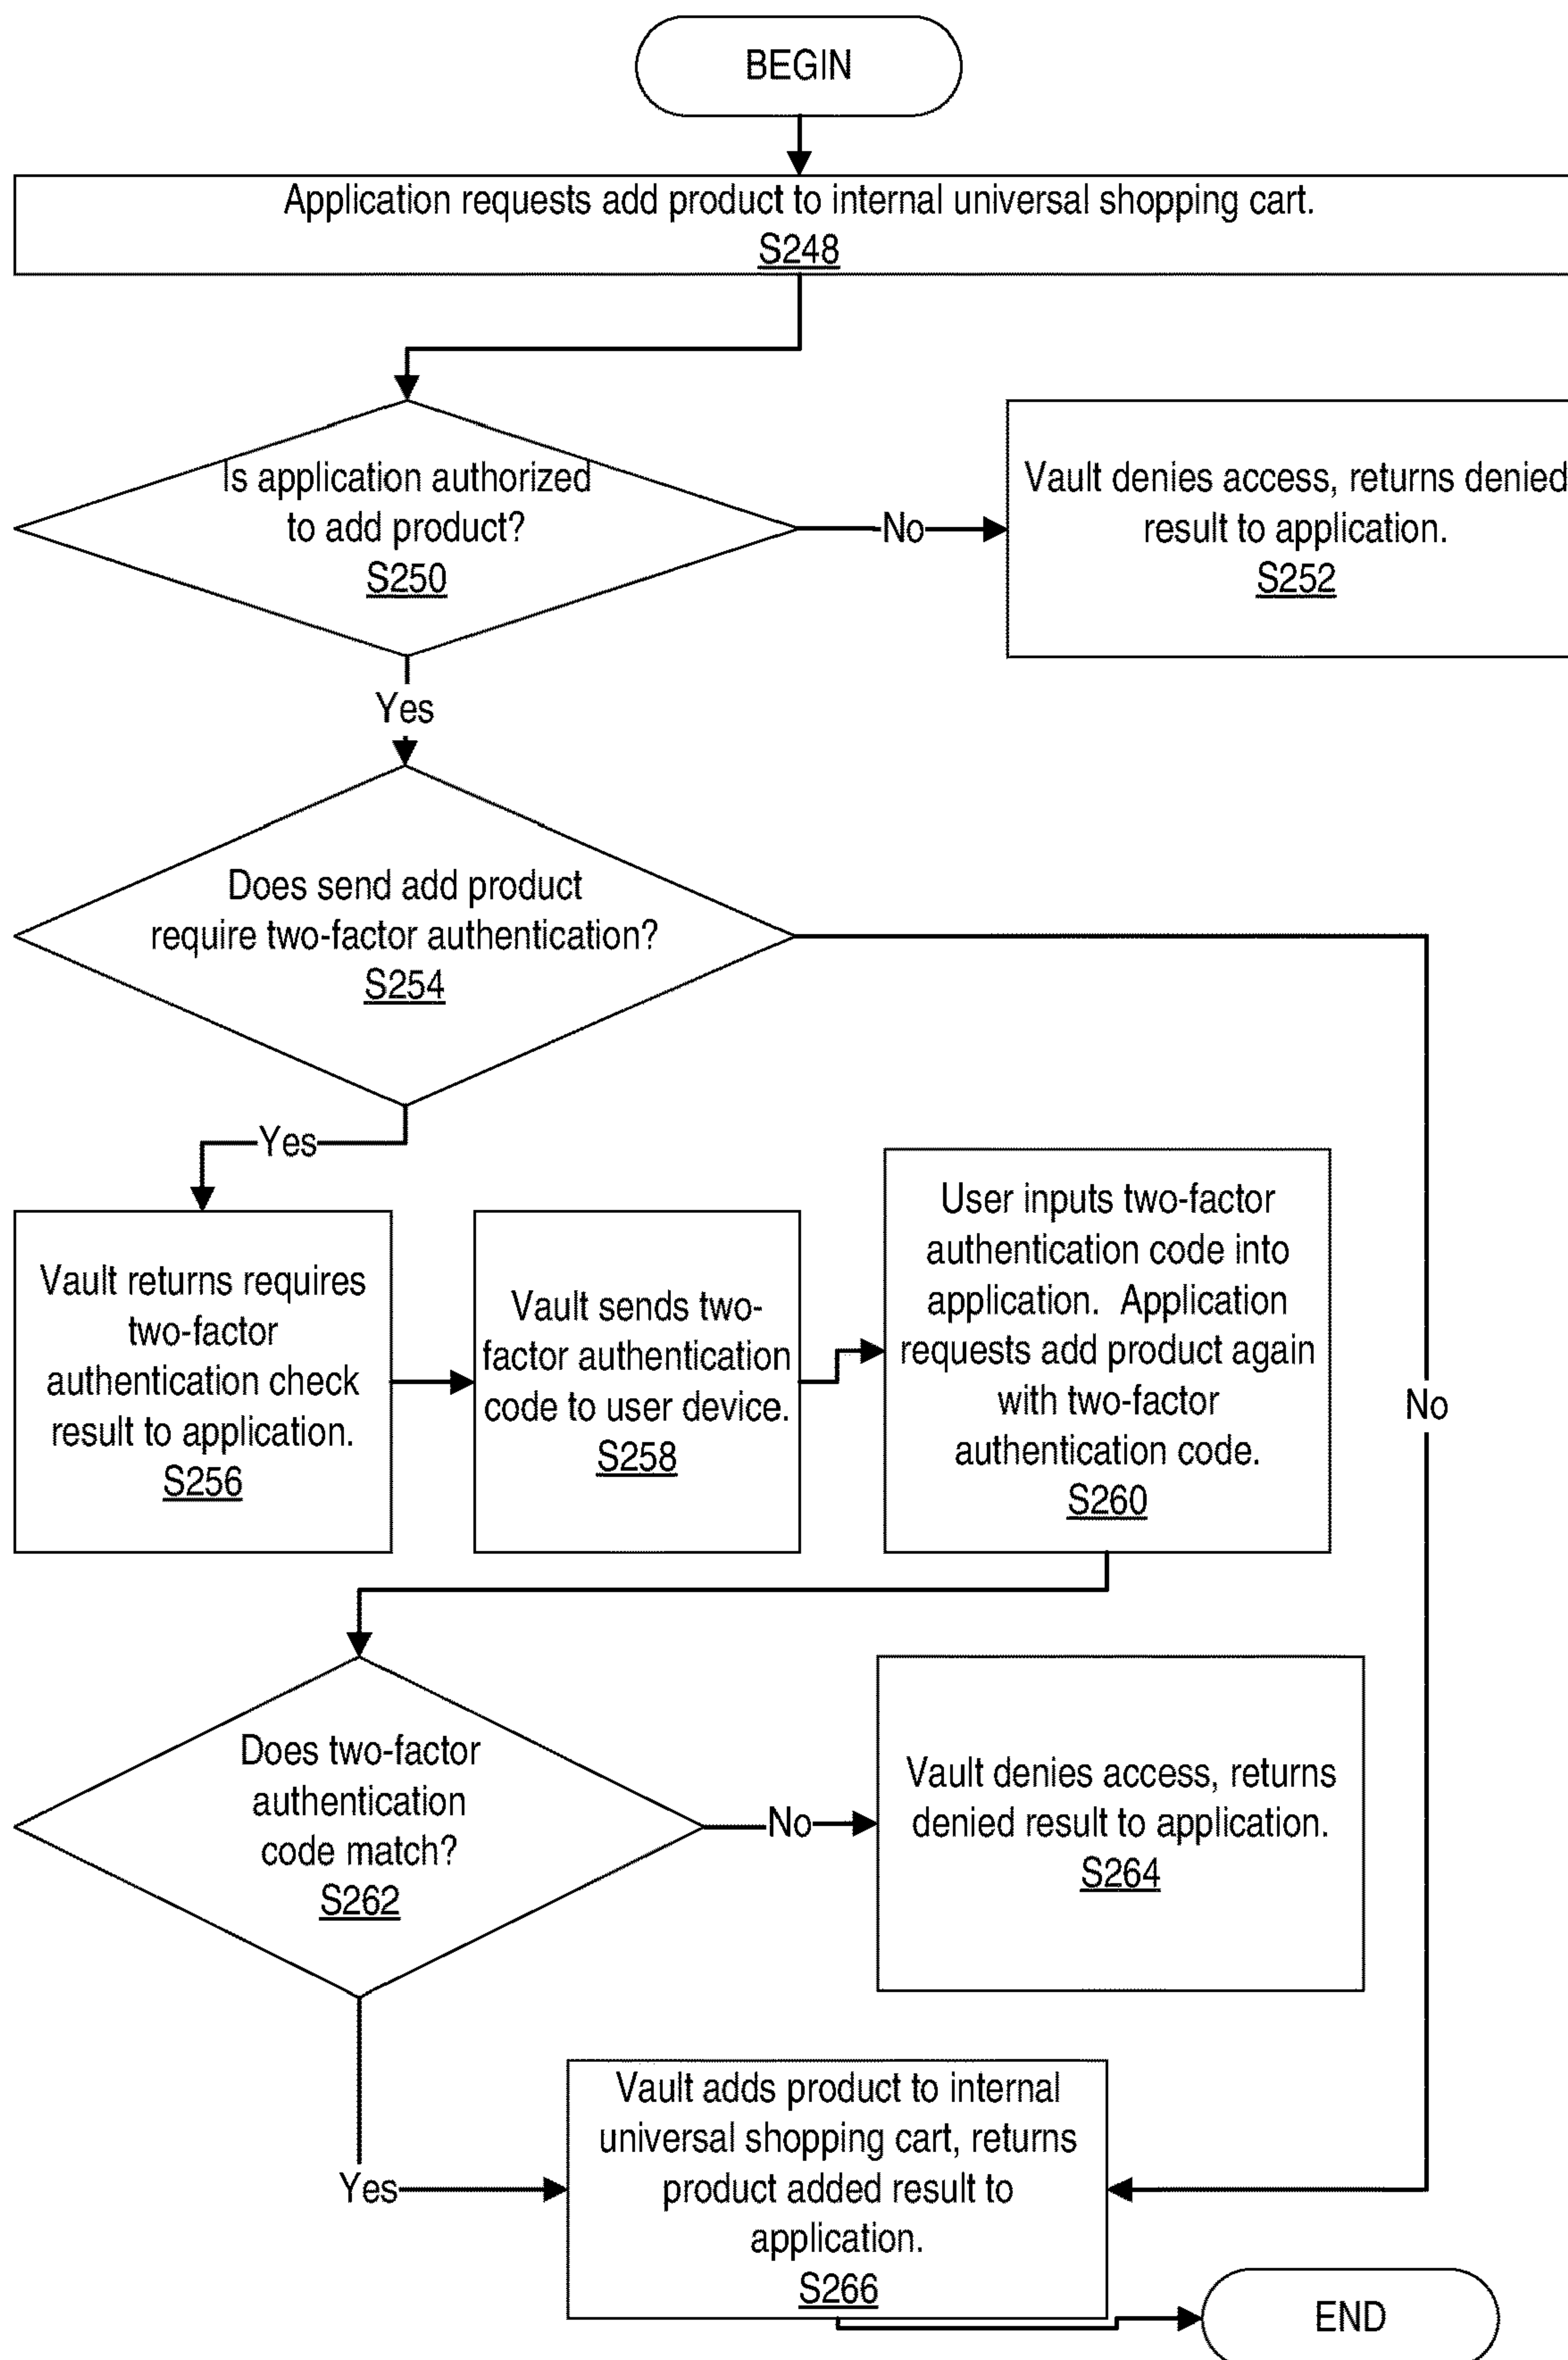 BEGIN
Application requests add product to internal universal shopping cart.
S248
Is application authorized
to add product?
S250
No
Vault denies access, returns denied
result to application.
S252
Yes
Does send add product
require two-factor authentication?
S254
Yes
Vault returns requires
two-factor
authentication check
result to application.
S256
Vault sends two-
factor authentication
code to user device.
S258
User inputs two-factor
authentication code into
application.  Application
requests add product again
with two-factor
authentication code.
S260
No
Does two-factor
authentication
code match?
S262
No
Vault denies access, returns
denied result to application.
S264
Yes
Vault adds product to internal
universal shopping cart, returns
product added result to
application.
S266
END